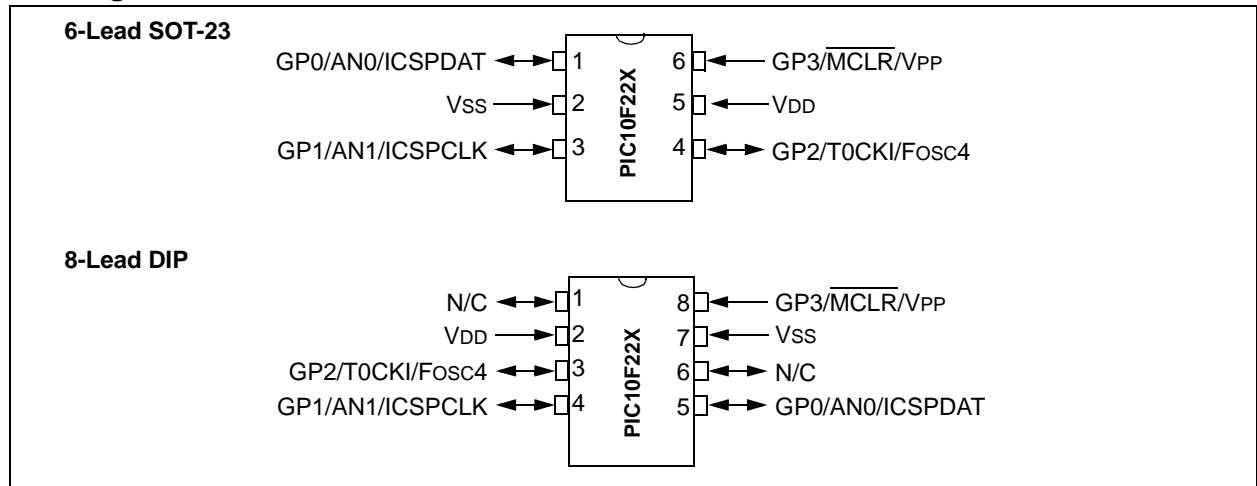 6-Lead SOT-23
GP0/AN0/ICSPDAT 1 6 GP3/MCLR/VPP
VSS 2 5 VDD
GP1/AN1/ICSPCLK 3 4 GP2/T0CKI/FOSC4
PIC10F22X
8-Lead DIP
N/C 1 8 GP3/MCLR/VPP
VDD 2 7 VSS
GP2/T0CKI/FOSC4 3 6 N/C
GP1/AN1/ICSPCLK 4 5 GP0/AN0/ICSPDAT
PIC10F22X